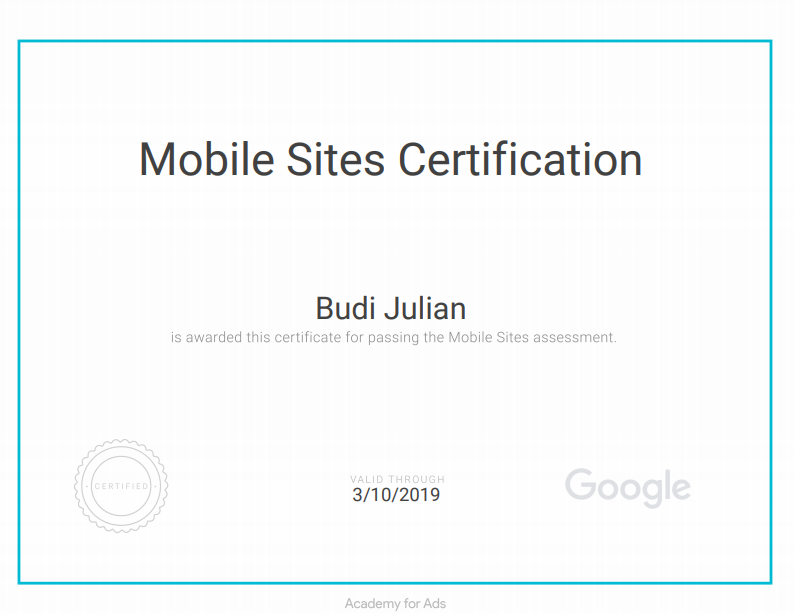 Mobile Sites Certification
Budi Julian
is awarded this certificate for passing the Mobile Sites assessment.
CERTIFIED
VALID THROUGH
3/10/2019
Google
Academy for Ads